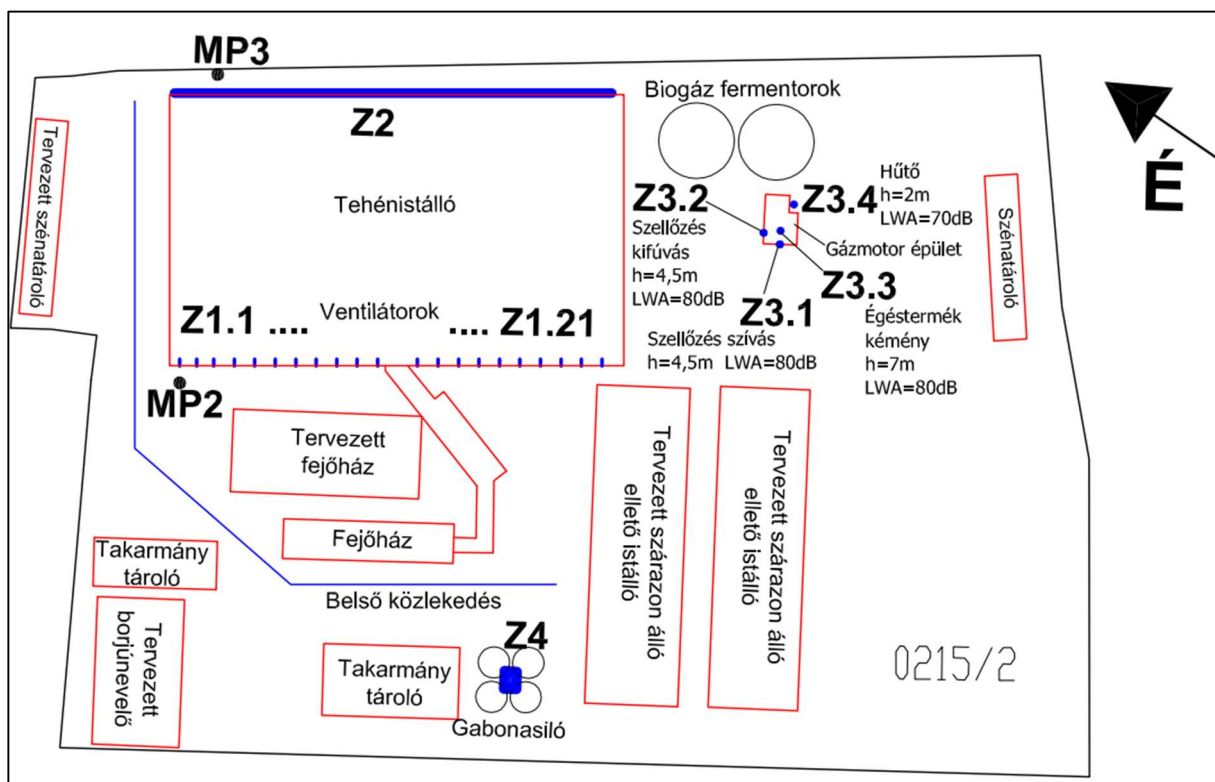 MP3
Z2
Biogáz fermentorok
É
Tervezett szénatároló
Tehénistálló
Z3.2
Szellőzés
kifúvás
h=4,5m
LWA=80dB
Z3.4
Hűtő
h=2m
LWA=70dB
Gázmotor épület
Szénatároló
Z3.3
Égéstermék
kémény
h=7m
LWA=80dB
Z3.1
Szellőzés szívás
h=4,5m LWA=80dB
Ventilátorok
Z1.1 ....
.... Z1.21
MP2
Tervezett
fejőház
Fejőház
Tervezett szárazon álló
ellető istálló
Tervezett szárazon álló
ellető istálló
Takarmány
tároló
Belső közlekedés
Tervezett
borjúnevelő
Takarmány
tároló
Z4
Gabonasiló
0215/2